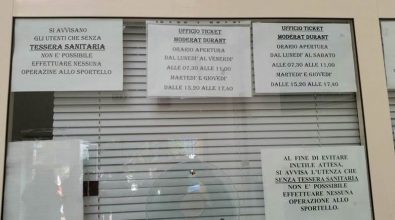 SI AVVISANO
GLI UTENTI CHE SENZA
TESSERA SANITARIA
NON E' POSSIBILE
EFFETTUARE NESSUNA
OPERAZINE ALLO SPORTELLO
UFFICIO TICKET
MODERAT DURANT
ORARIO APERTURA
DAL LUNEDI' AL VENERDI'
ALLE 07,30 ALLE 11,00
MARTEDI' E GIOVEDI'
DALLE 15,20 ALLE 17,40
UFFICIO TICKET
MODERAT DURANT
ORARIO APERTURA
DAL LUNEDI' AL SABATO
ALLE 07,30 ALLE 11,00
MARTEDI' E GIOVEDI'
DALLE 15,20 ALLE 17,40
AL FINE DI EVITARE
INUTILE ATTESA,
SI AVVISA L'UTENZA CHE
SENZA TESSERA SANITARIA
NON E' POSSSIBILE
EFFETTUARE NESSUNA
OPERAZIONE ALLO
SPORTELLO.